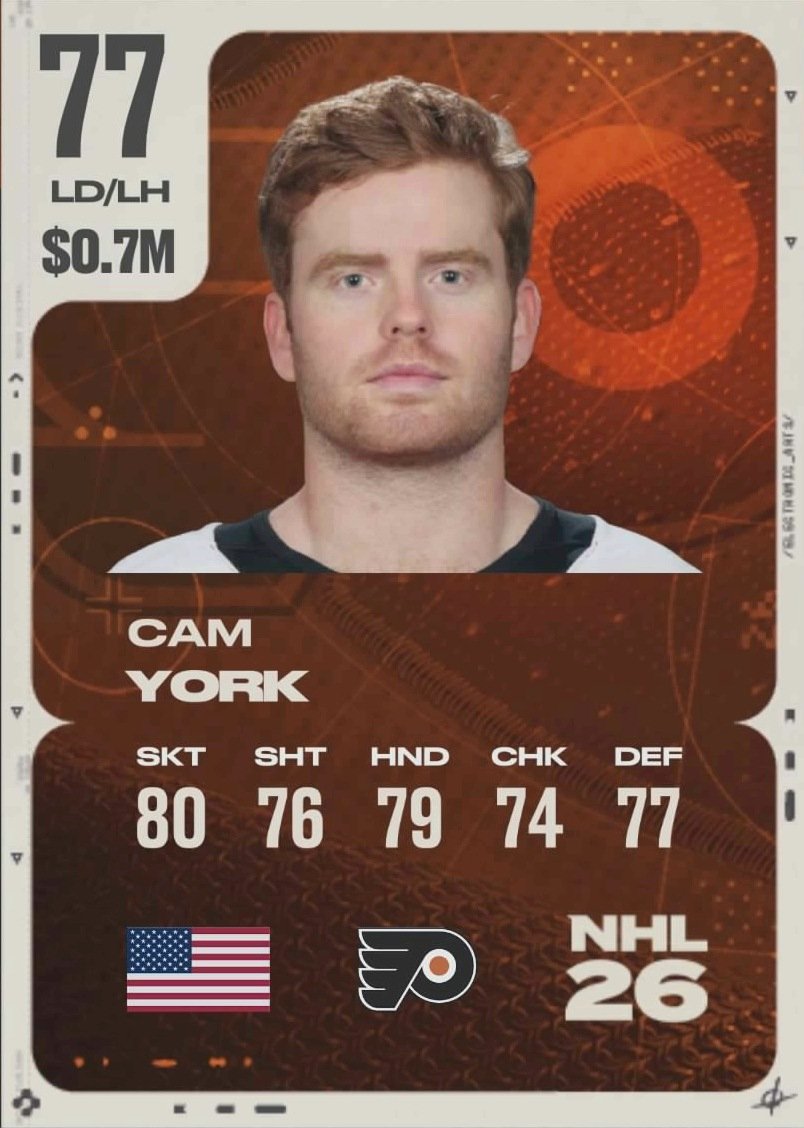 77
LD/LH
$0.7M
CAM
YORK
SKT SHT HND CHK DEF
80 76 79 74 77
NHL
26
/ELECTRONIC_ARTS/